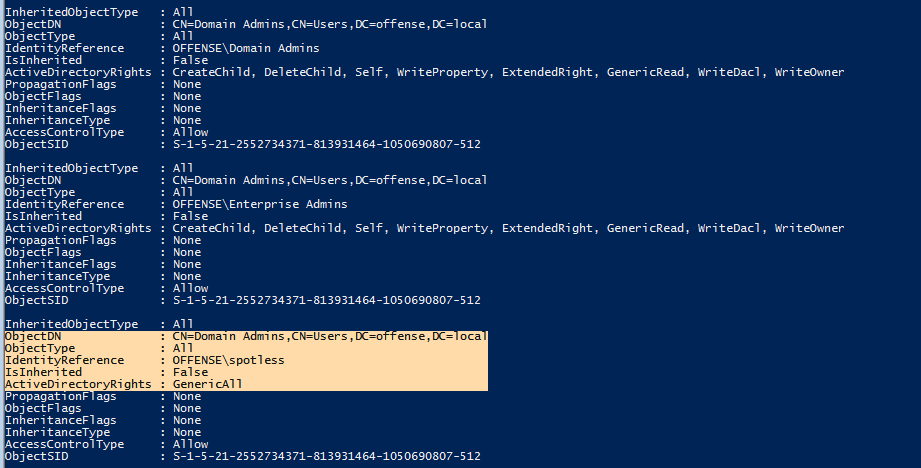 InheritedObjectType   : All
ObjectDN              : CN=Domain Admins,CN=Users,DC=offense,DC=local
ObjectType            : All
IdentityReference     : OFFENSE\Domain Admins
IsInherited           : False
ActiveDirectoryRights : CreateChild, DeleteChild, Self, WriteProperty, ExtendedRight, GenericRead, WriteDacl, WriteOwner
PropagationFlags      : None
ObjectFlags           : None
InheritanceFlags      : None
InheritanceType       : None
AccessControlType     : Allow
ObjectSID             : S-1-5-21-2552734371-813931464-1050690807-512

InheritedObjectType   : All
ObjectDN              : CN=Domain Admins,CN=Users,DC=offense,DC=local
ObjectType            : All
IdentityReference     : OFFENSE\Enterprise Admins
IsInherited           : False
ActiveDirectoryRights : CreateChild, DeleteChild, Self, WriteProperty, ExtendedRight, GenericRead, WriteDacl, WriteOwner
PropagationFlags      : None
ObjectFlags           : None
InheritanceFlags      : None
InheritanceType       : None
AccessControlType     : Allow
ObjectSID             : S-1-5-21-2552734371-813931464-1050690807-512

InheritedObjectType   : All
ObjectDN              : CN=Domain Admins,CN=Users,DC=offense,DC=local
ObjectType            : All
IdentityReference     : OFFENSE\spotless
IsInherited           : False
ActiveDirectoryRights : GenericAll
PropagationFlags      : None
ObjectFlags           : None
InheritanceFlags      : None
InheritanceType       : None
AccessControlType     : Allow
ObjectSID             : S-1-5-21-2552734371-813931464-1050690807-512